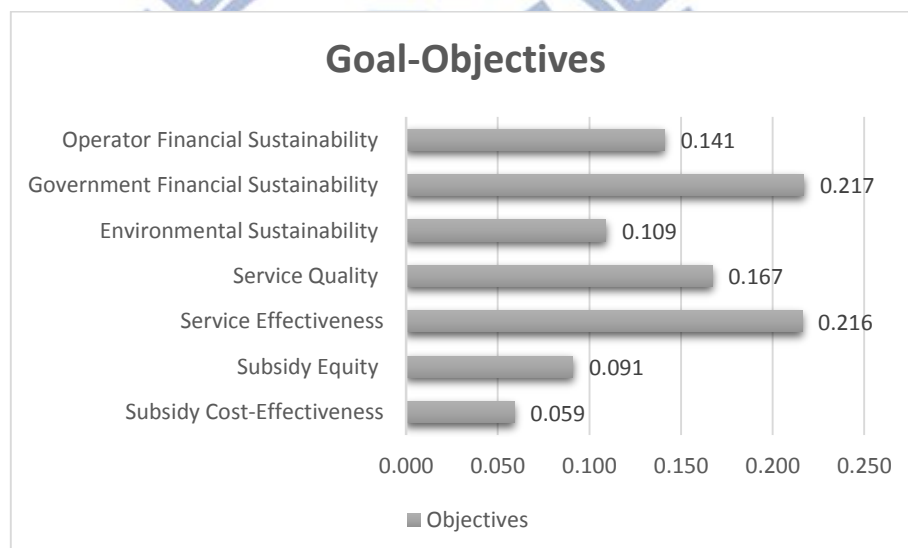 Goal-Objectives
Operator Financial Sustainability 0.141
Government Financial Sustainability 0.217
Environmental Sustainability 0.109
Service Quality 0.167
Service Effectiveness 0.216
Subsidy Equity 0.091
Subsidy Cost-Effectiveness 0.059
0.000 0.050 0.100 0.150 0.200 0.250
Objectives